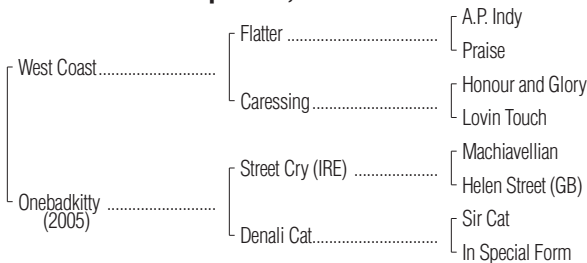 A.P. Indy
Flatter ..........................................
Praise
West Coast................................
Honour and Glory
Caressing......................................
Lovin Touch
Machiavellian
Street Cry (IRE) .......................
Helen Street (GB)
Onebadkitty ..............................
(2005)
Sir Cat
Denali Cat...................................
In Special Form